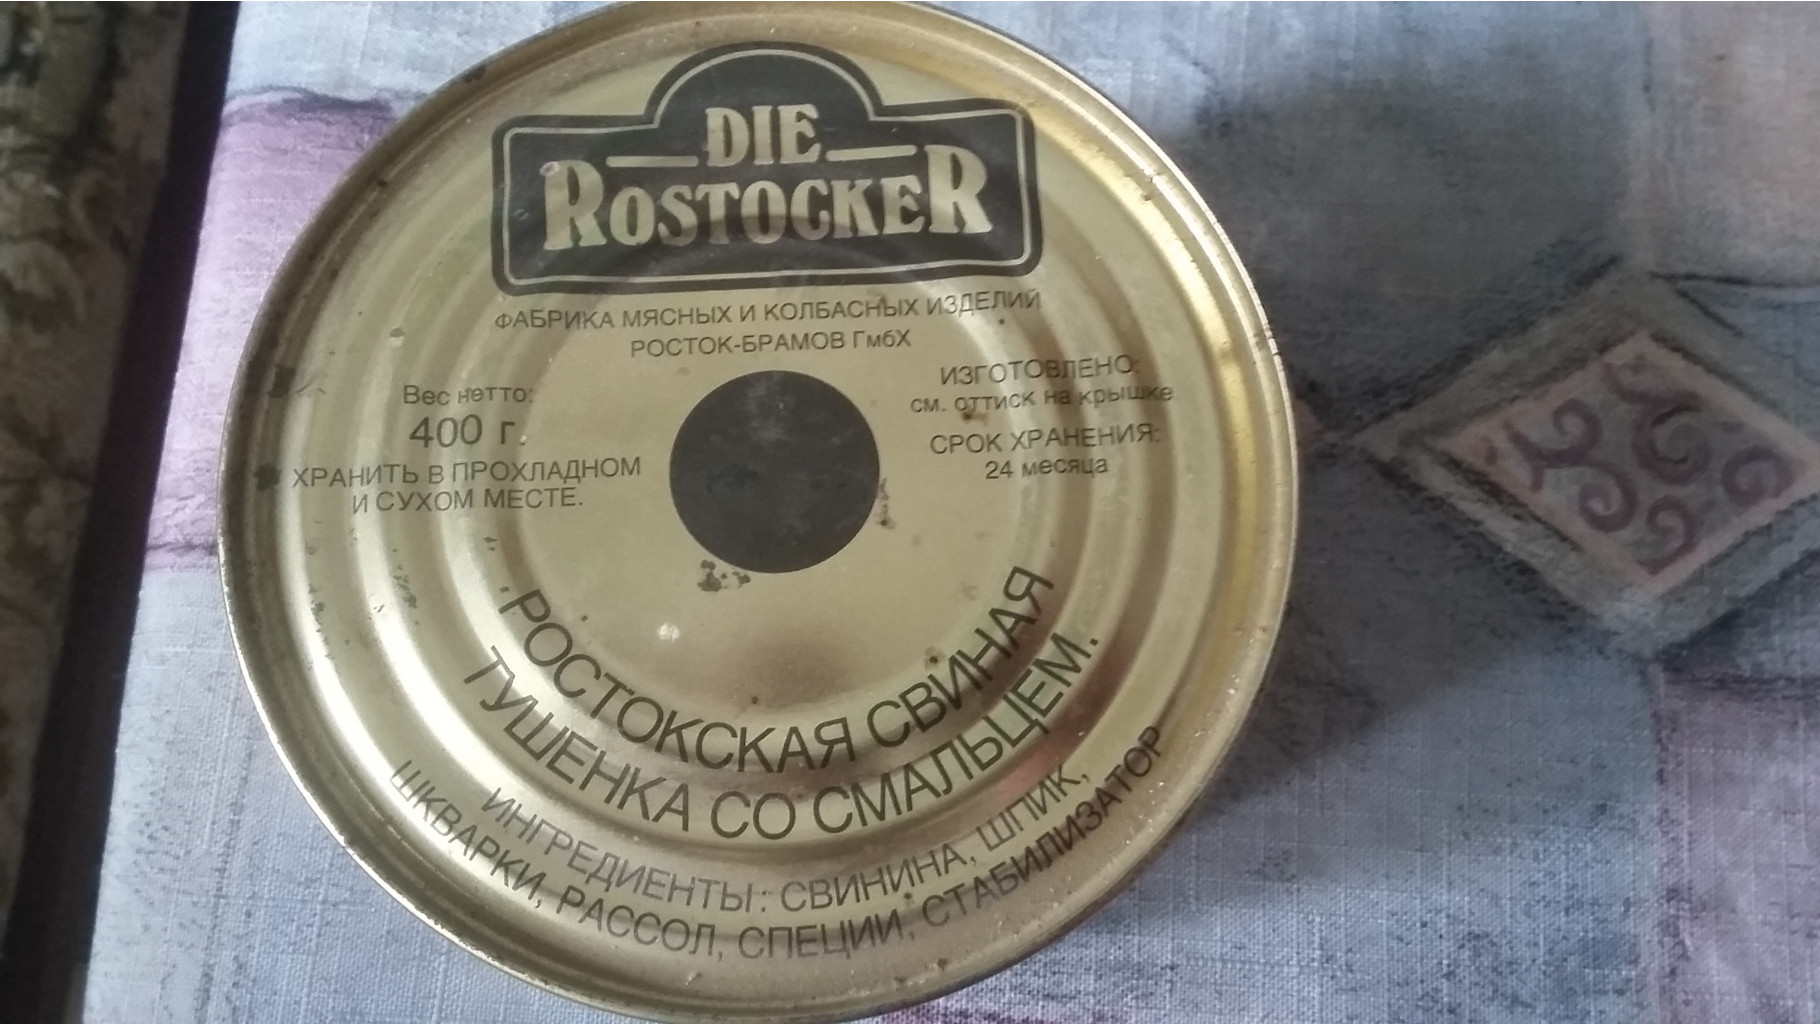 DIE
ROSTOCKER
ФАБРИКА МЯСНЫХ И КОЛБАСНЫХ ИЗДЕЛИЙ
РОСТОК-БРАМОВ ГмбХ
Вес нетто:
400 г.
ХРАНИТЬ В ПРОХЛАДНОМ
И СУХОМ МЕСТЕ.
ИЗГОТОВЛЕНО:
см. оттиск на крышке
СРОК ХРАНЕНИЯ:
24 месяца
РОСТОКСКАЯ СВИНАЯ
ТУШЕНКА СО СМАЛЬЦЕМ.
ИНГРЕДИЕНТЫ: СВИНИНА, ШПИК,
ШКВАРКИ, РАССОЛ, СПЕЦИИ, СТАБИЛИЗАТОР